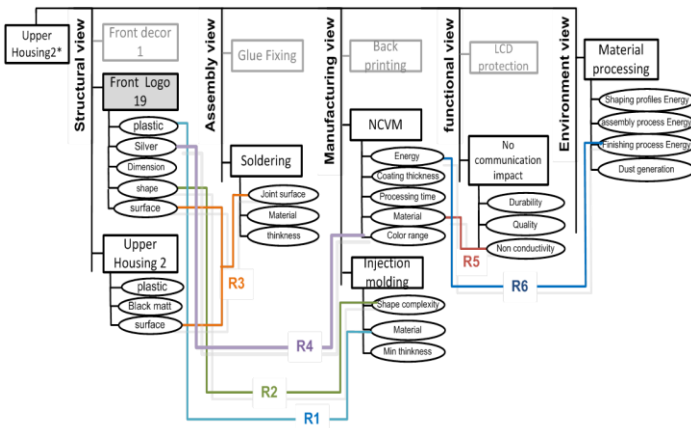 Upper
Housing2*
Structural view
Front decor
1
Front Logo
19
plastic
Silver
Dimension
shape
surface
Upper
Housing 2
plastic
Black matt
surface
Assembly view
Glue Fixing
Soldering
Joint surface
Material
thinkness
Manufacturing view
Back
printing
NCVM
Energy
Coating thickness
Processing time
Material
Color range
Injection
molding
Shape complexity
Material
Min thinkness
functional view
LCD
protection
No
communication
impact
Durability
Quality
Non conductivity
Environment view
Material
processing
Shaping profiles Energy
assembly process Energy
Finishing process Energy
Dust generation
R3
R5
R6
R4
R2
R1